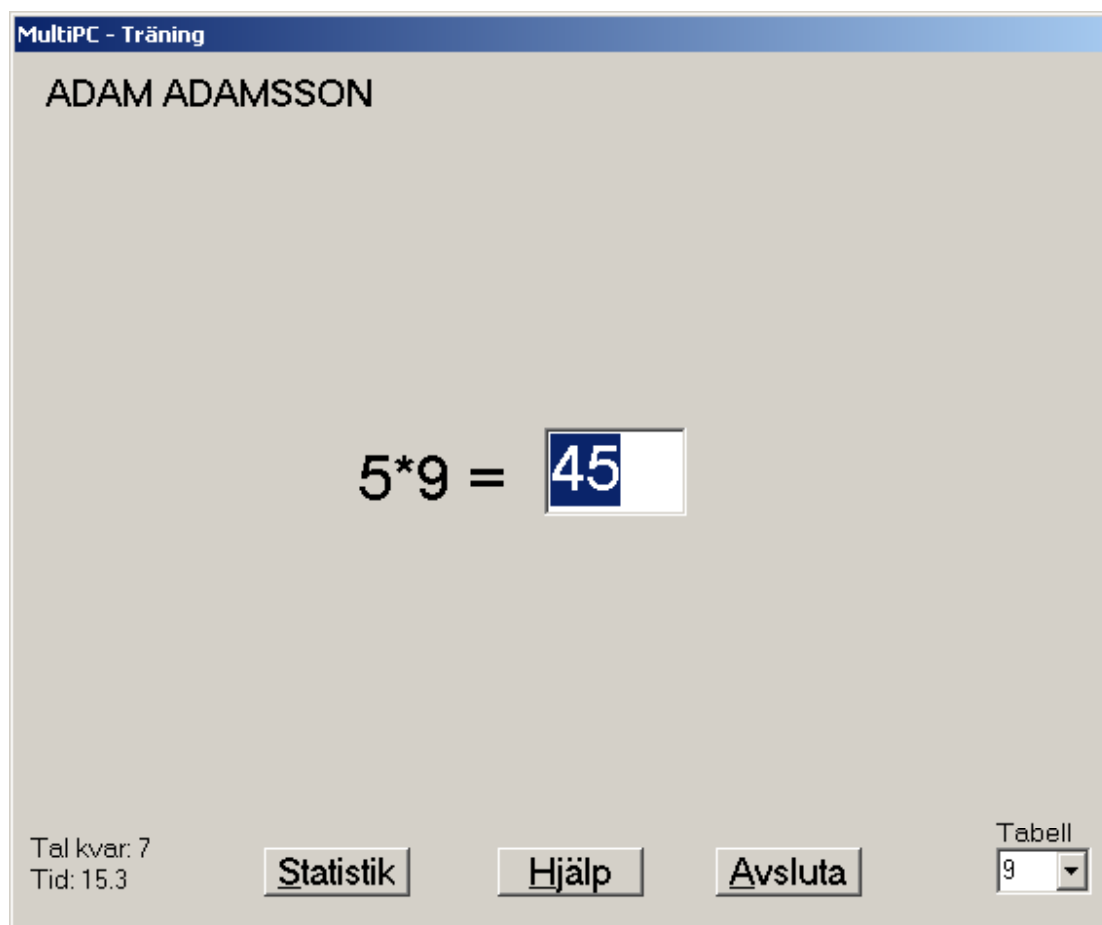 MultiPC - Träning
ADAM ADAMSSON
5*9 = 45
Tal kvar: 7
Tid: 15.3
Statistik
Hjälp
Avsluta
Tabell
9